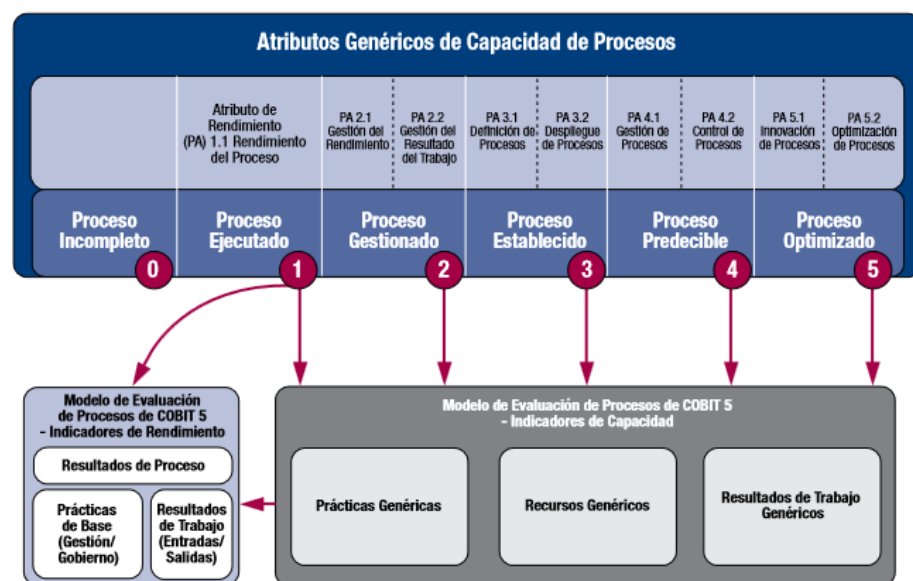 Atributos Genéricos de Capacidad de Procesos
Atributo de
Rendimiento
(PA) 1.1 Rendimiento
del Proceso
PA 2.1
Gestión del
Rendimiento
PA 2.2
Gestión del
Resultado
del Trabajo
PA 3.1
Definición de
Procesos
PA 3.2
Despliegue
de Procesos
PA 4.1
Gestión de
Procesos
PA 4.2
Control de
Procesos
PA 5.1
Innovación
de Procesos
PA 5.2
Optimización
de Procesos
Proceso
Incompleto
0
Proceso
Ejecutado
1
Proceso
Gestionado
2
Proceso
Establecido
3
Proceso
Predecible
4
Proceso
Optimizado
5
Modelo de Evaluación
de Procesos de COBIT 5
– Indicadores de Rendimiento
Resultados de Proceso
Prácticas
de Base
(Gestión/
Gobierno)
Resultados
de Trabajo
(Entradas/
Salidas)
Modelo de Evaluación de Procesos de COBIT 5
– Indicadores de Capacidad
Prácticas Genéricas
Recursos Genéricos
Resultados de Trabajo
Genéricos